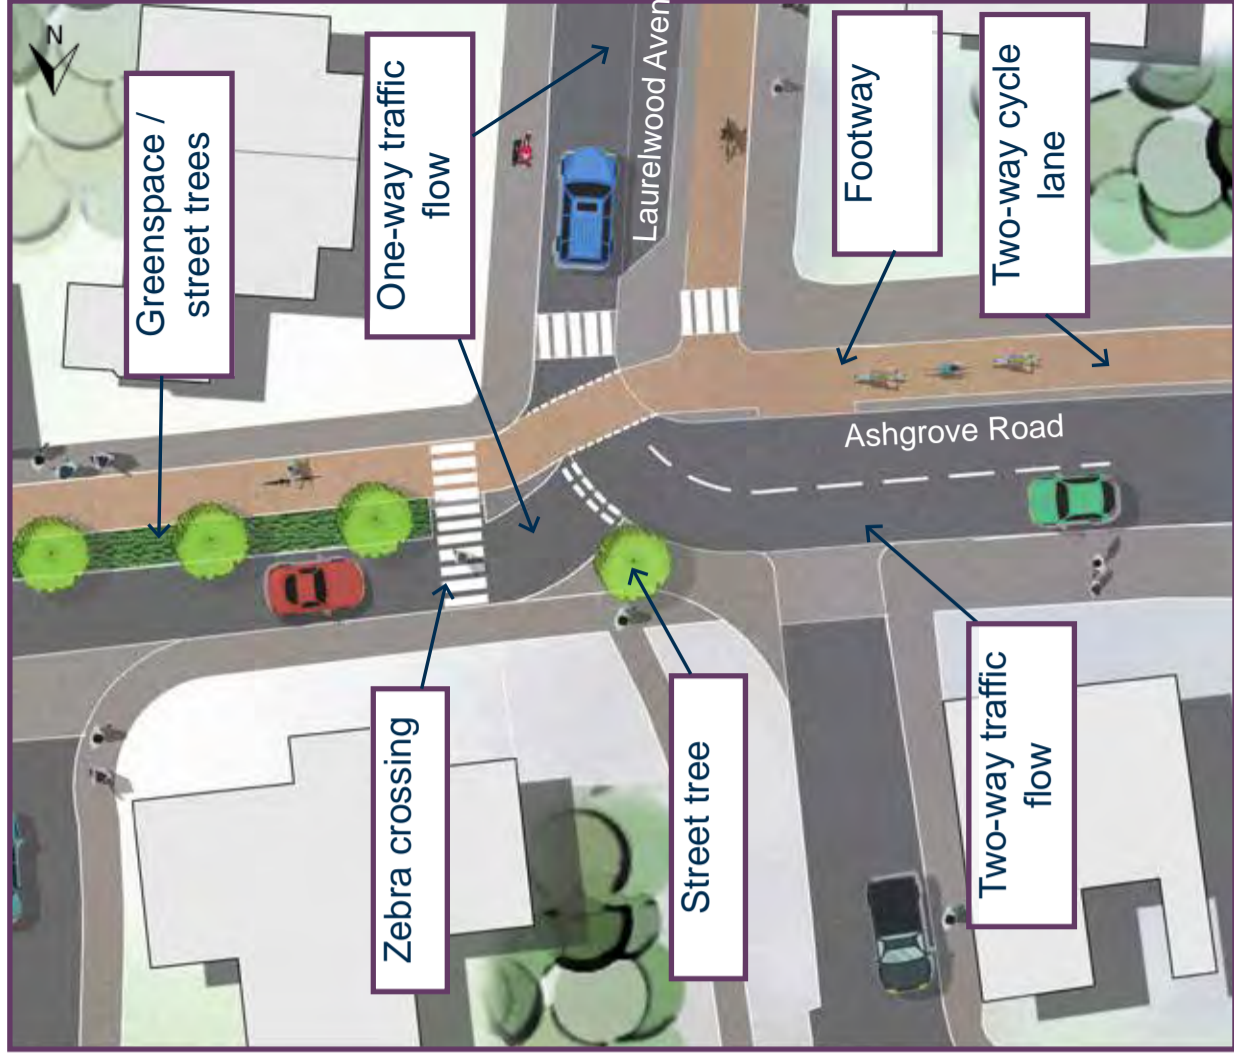 N
Greenspace /
street trees
One-way traffic
flow
Laurelwood Aven
Footway
Two-way cycle
lane
Ashgrove Road
Zebra crossing
Street tree
Two-way traffic
flow